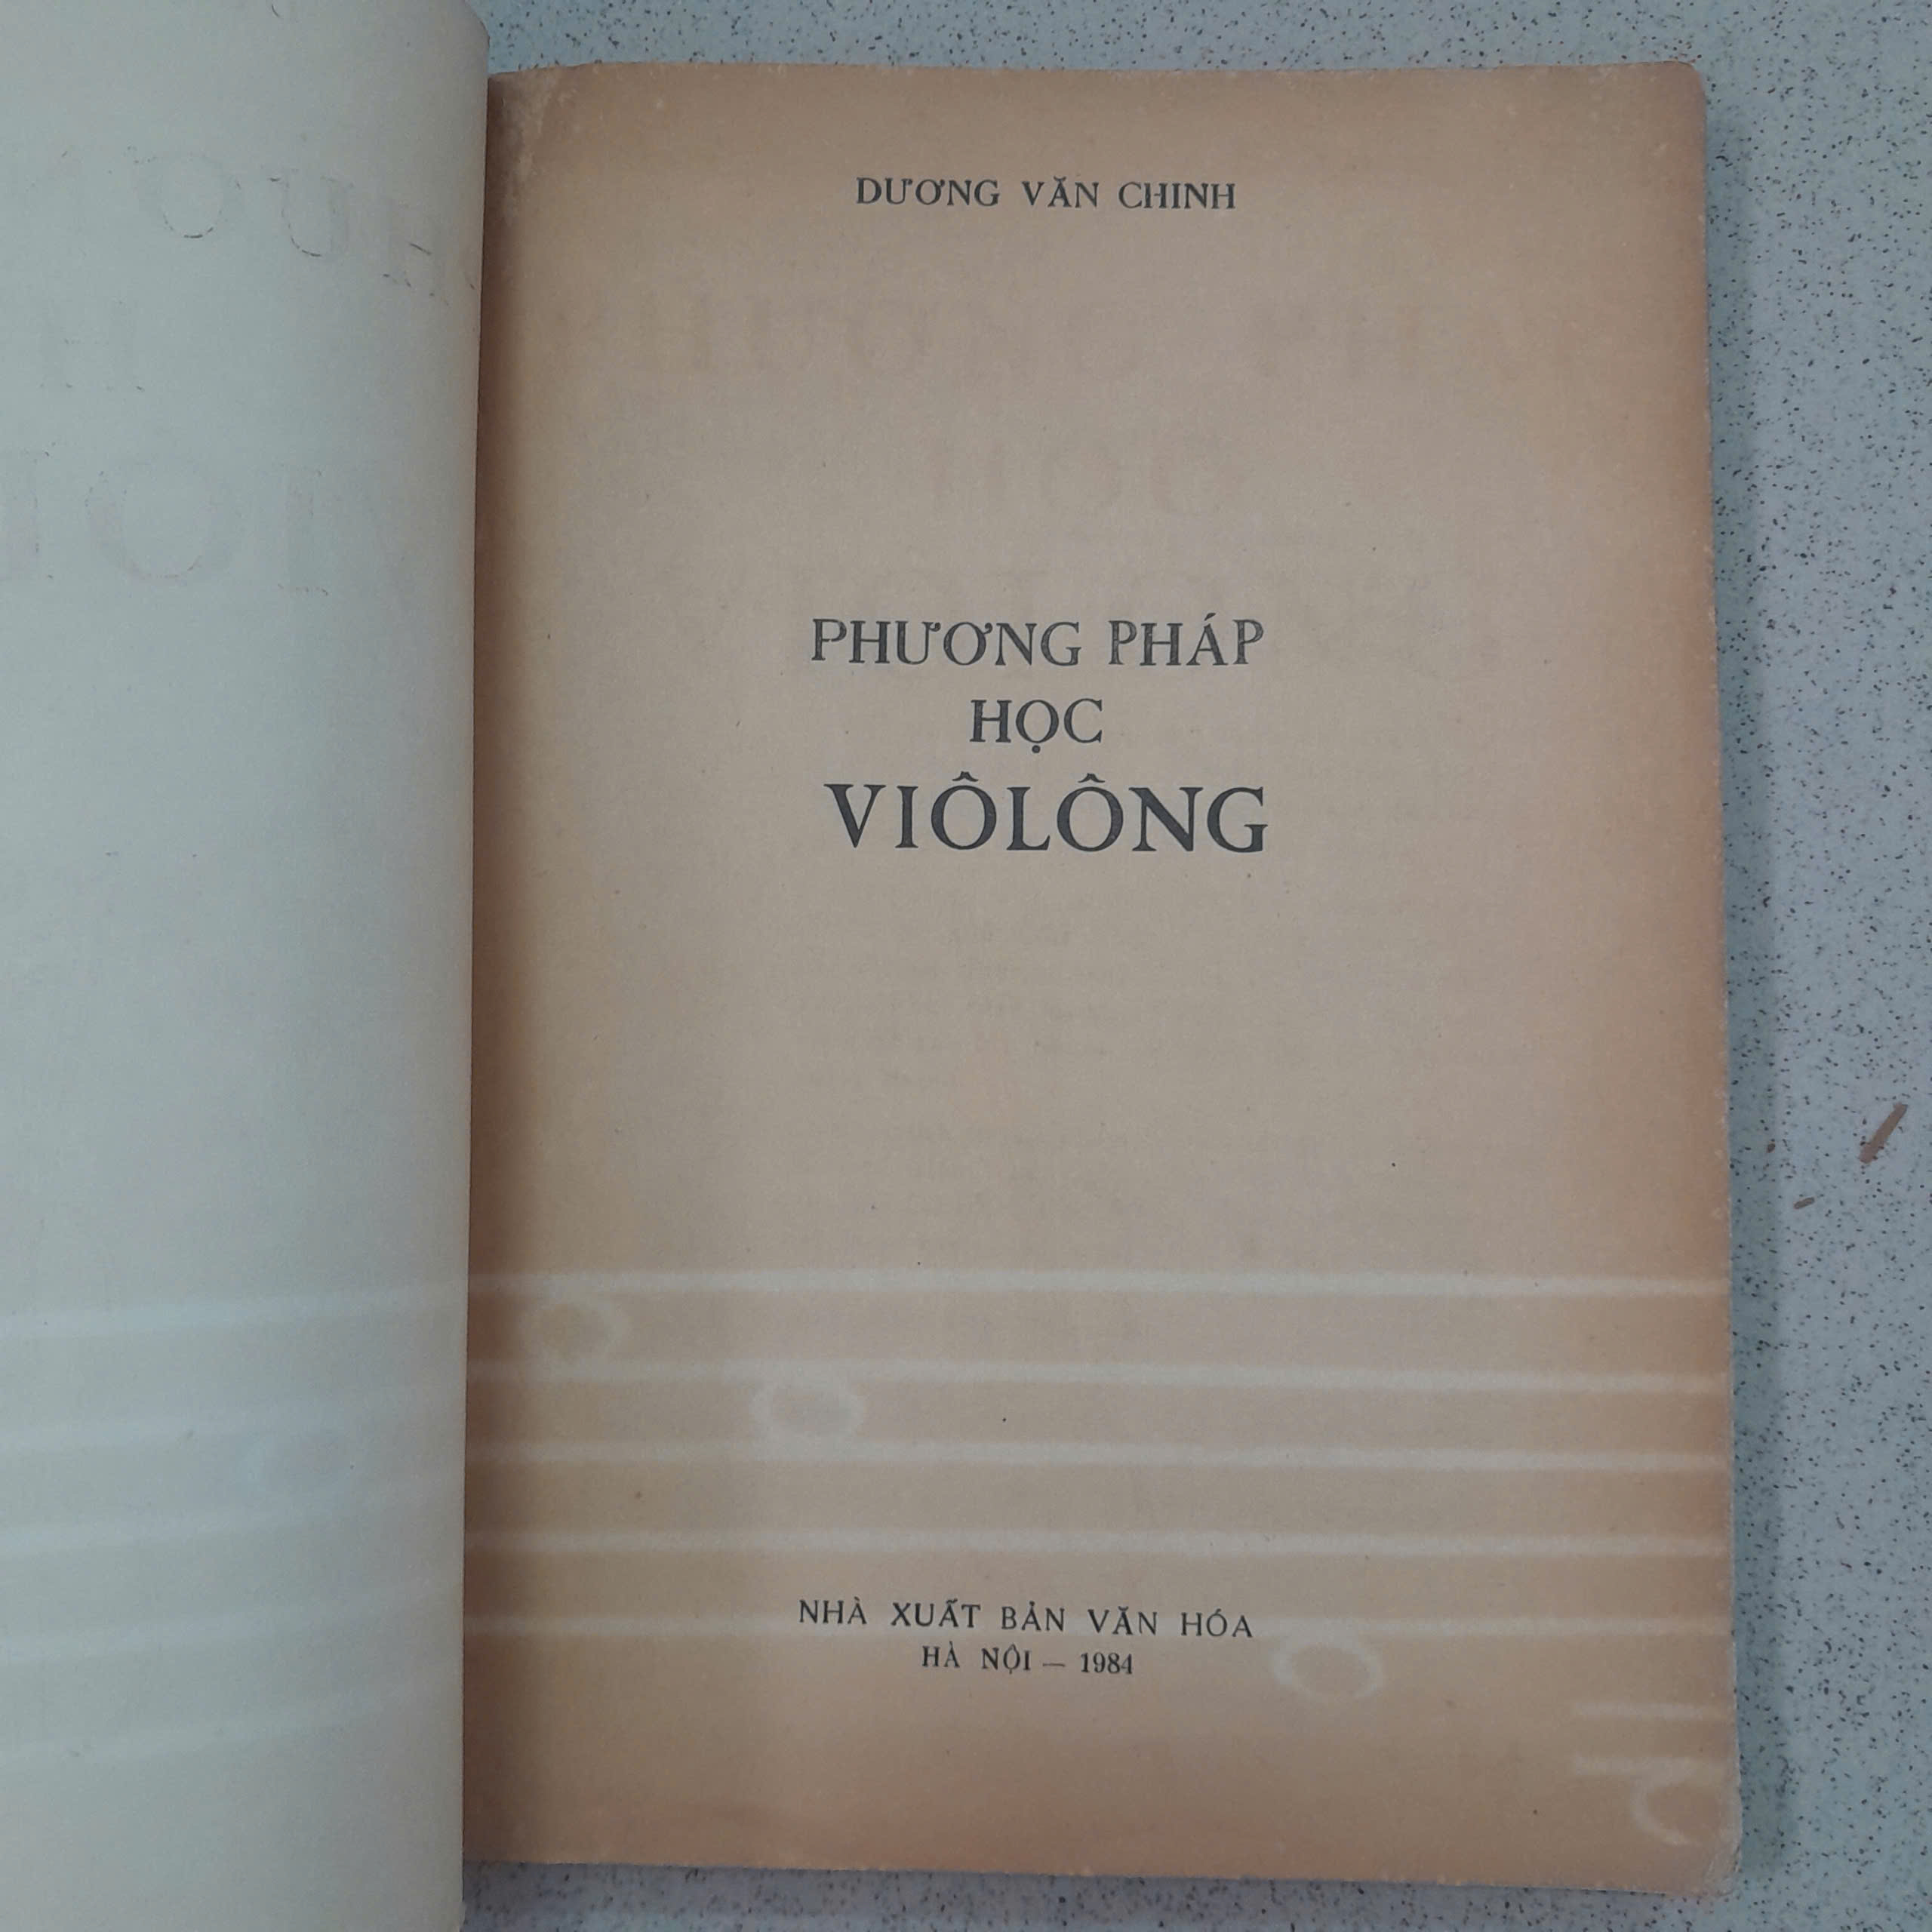 DƯƠNG VĂN CHINH
PHƯƠNG PHÁP
HỌC
VIÔLÔNG
NHÀ XUẤT BẢN VĂN HÓA
HÀ NỘI — 1984